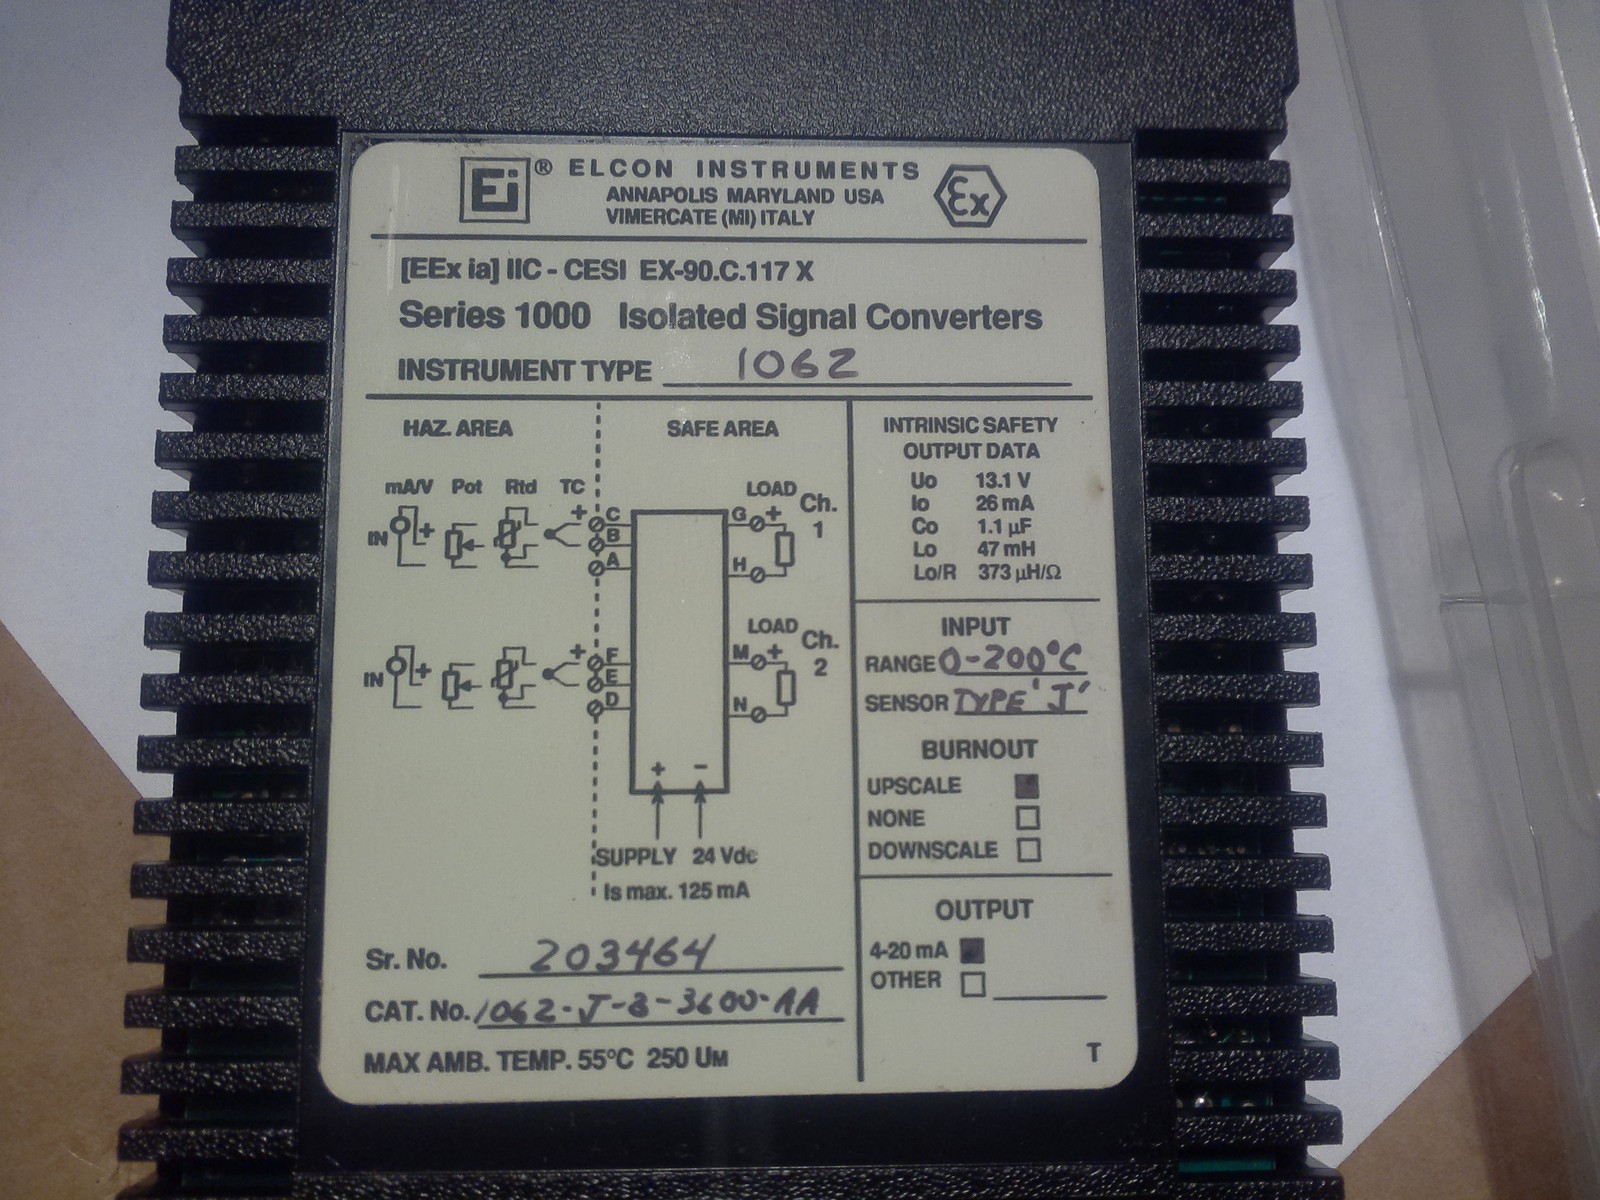 Ei ® ELCON INSTRUMENTS
ANNAPOLIS MARYLAND USA
VIMERCATE (MI) ITALY
Ex
[EEx ia] IIC - CESI EX-90.C.117 X
Series 1000 Isolated Signal Converters
INSTRUMENT TYPE 1062
HAZ. AREA
SAFE AREA
mA/V Pot Rtd TC
IN + + C B A
G + H
LOAD Ch. 1
IN + + F E D
M + N
LOAD Ch. 2
+ −
SUPPLY 24 Vdc
Is max. 125 mA
Sr. No. 203464
CAT. No. 1062-J-B-3600-AA
MAX AMB. TEMP. 55°C 250 UM
INTRINSIC SAFETY
OUTPUT DATA
Uo 13.1 V
Io 26 mA
Co 1.1 µF
Lo 47 mH
Lo/R 373 µH/Ω
INPUT
RANGE 0-200°C
SENSOR TYPE 'J'
BURNOUT
UPSCALE
NONE
DOWNSCALE
OUTPUT
4-20 mA
OTHER
T